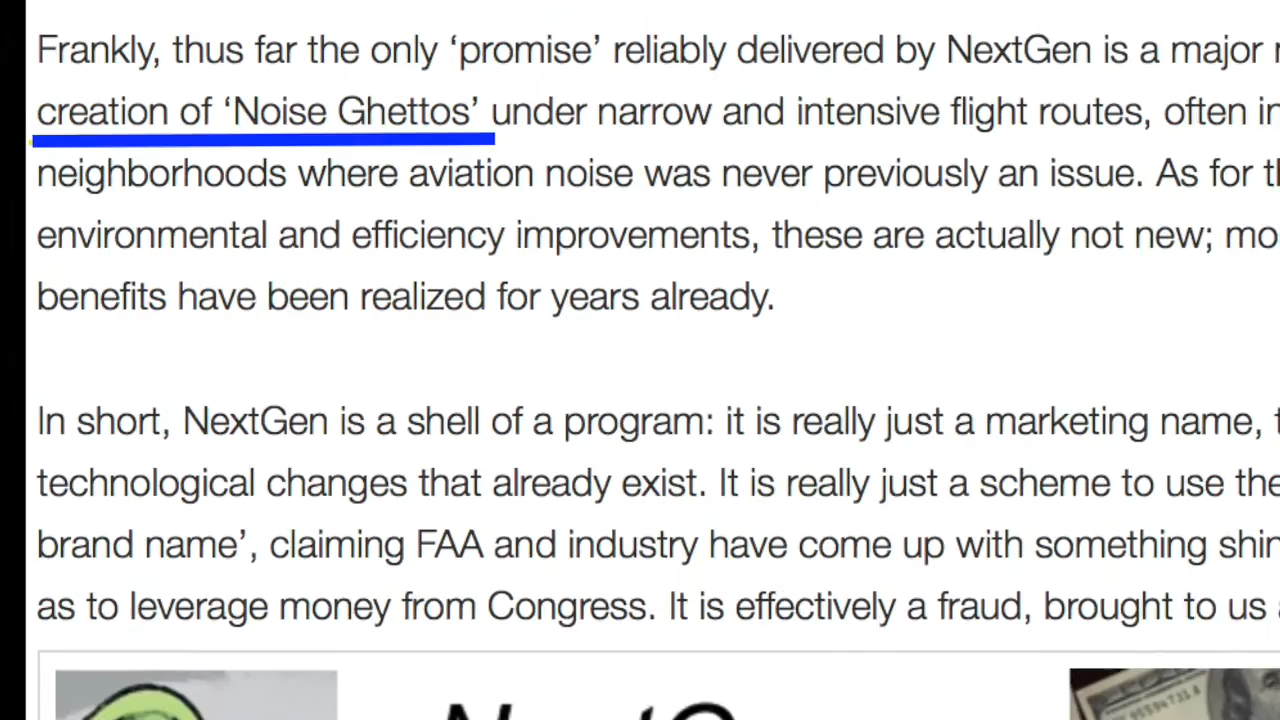 Frankly, thus far the only ‘promise’ reliably delivered by NextGen is a major
creation of ‘Noise Ghettos’ under narrow and intensive flight routes, often in
neighborhoods where aviation noise was never previously an issue. As for
environmental and efficiency improvements, these are actually not new;
benefits have been realized for years already.
In short, NextGen is a shell of a program: it is really just a marketing name,
technological changes that already exist. It is really just a scheme to use the
brand name’, claiming FAA and industry have come up with something
as to leverage money from Congress. It is effectively a fraud, brought to us